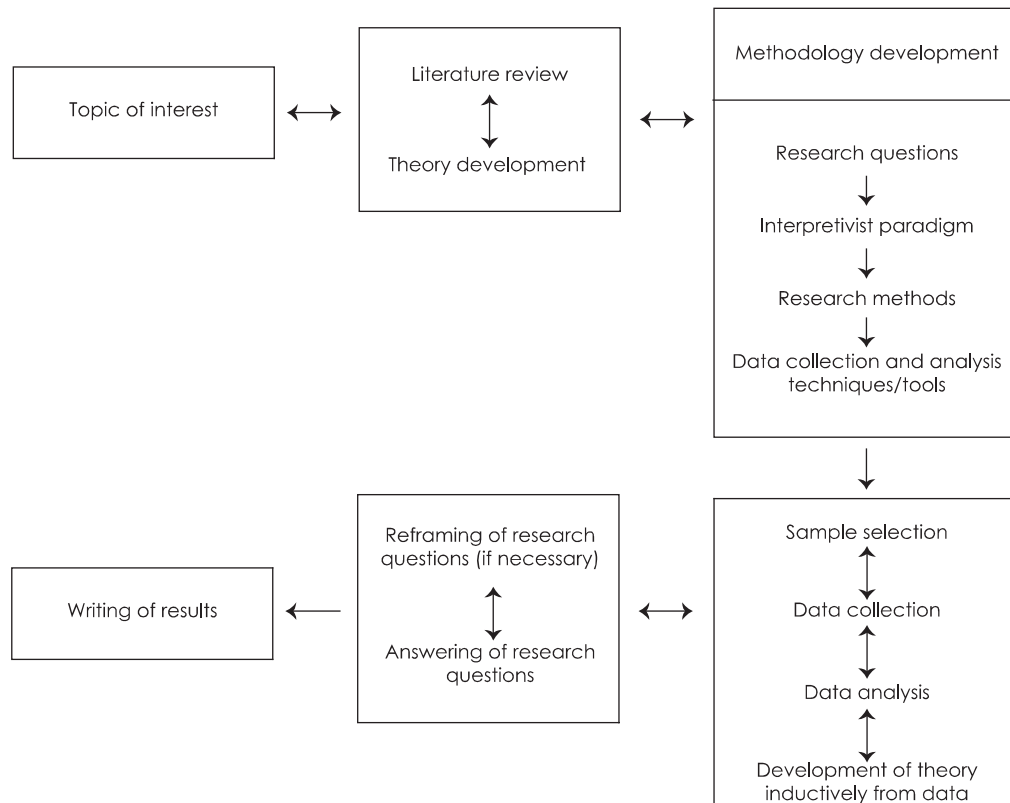 Topic of interest
Literature review
Theory development
Methodology development
Research questions
Interpretivist paradigm
Research methods
Data collection and analysis
techniques/tools
Sample selection
Data collection
Data analysis
Development of theory
inductively from data
Reframing of research
questions (if necessary)
Answering of research
questions
Writing of results